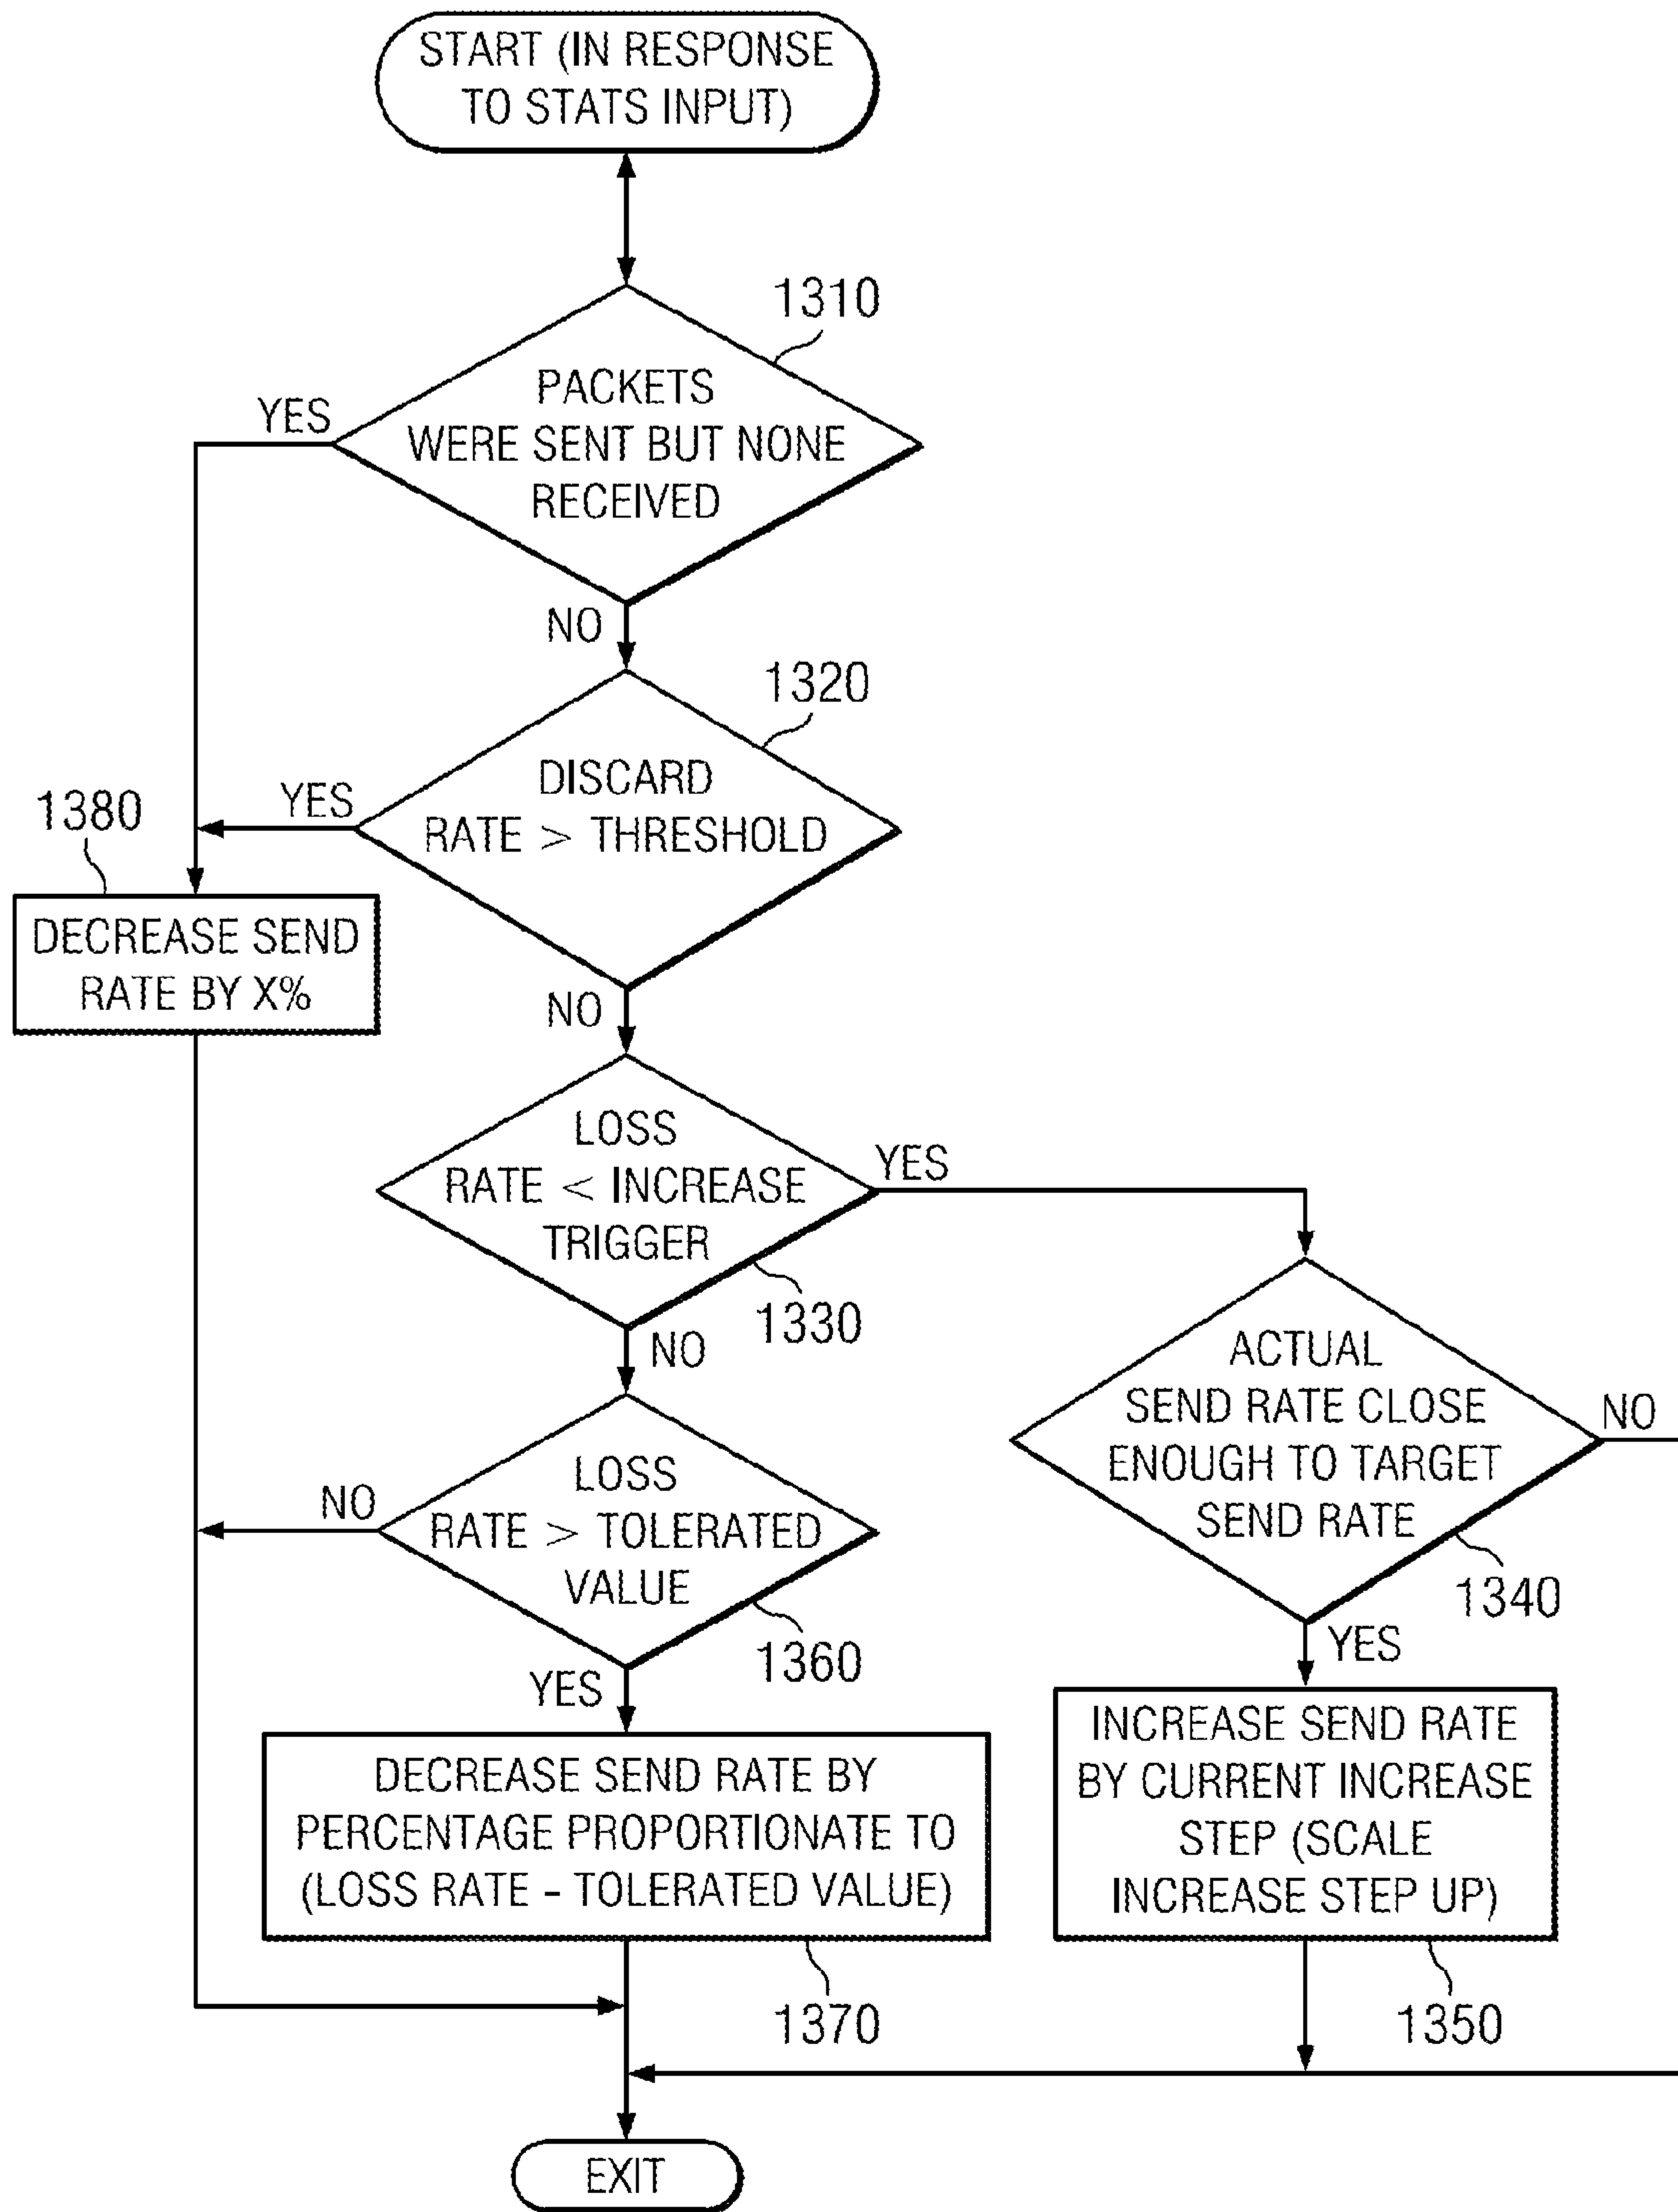 START (IN RESPONSE
TO STATS INPUT)
1310
PACKETS
WERE SENT BUT NONE
RECEIVED
YES
NO
1320
DISCARD
RATE > THRESHOLD
YES
1380
DECREASE SEND
RATE BY X%
NO
LOSS
RATE < INCREASE
TRIGGER
YES
1330
NO
ACTUAL
SEND RATE CLOSE
ENOUGH TO TARGET
SEND RATE
NO
1340
LOSS
RATE > TOLERATED
VALUE
NO
1360
YES
YES
DECREASE SEND RATE BY
PERCENTAGE PROPORTIONATE TO
(LOSS RATE - TOLERATED VALUE)
1370
INCREASE SEND RATE
BY CURRENT INCREASE
STEP (SCALE
INCREASE STEP UP)
1350
EXIT